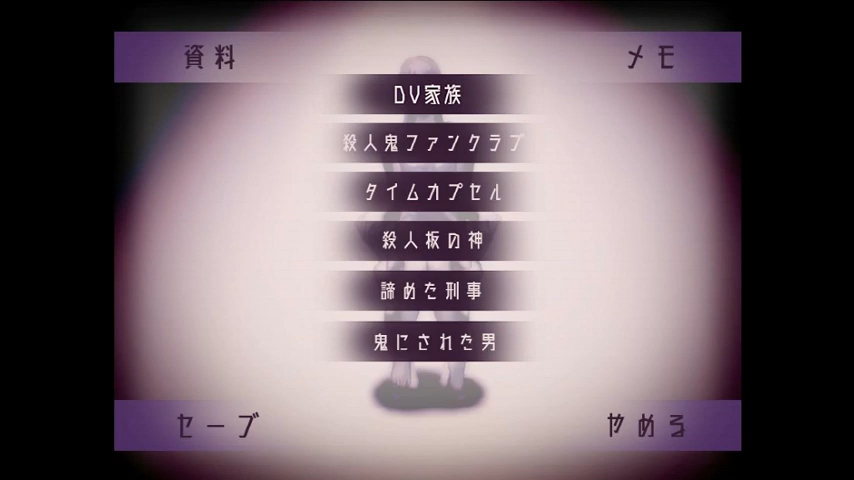 資料
メモ
DV家族
殺人鬼ファンクラブ
タイムカプセル
殺人板の神
諦めた刑事
鬼にされた男
セーブ
やめる